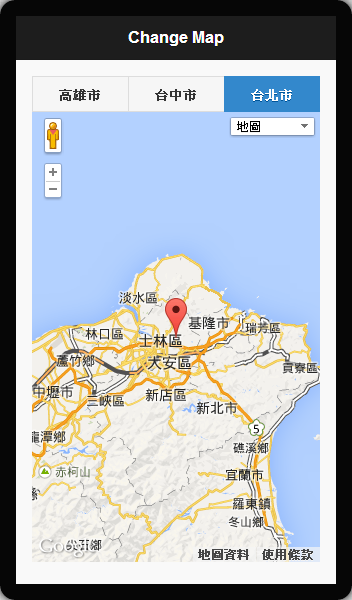 Change Map
高雄市 台中市 台北市
地圖
+
−
淡水區
基隆市
瑞芳區
林口區
士林區
蘆竹鄉
大安區
貢寮區
中壢市
三峽區
新店區
新北市
5
龍潭鄉
礁溪鄉
赤柯山
宜蘭市
羅東鎮
冬山鄉
尖石鄉
Google
地圖資料 使用條款